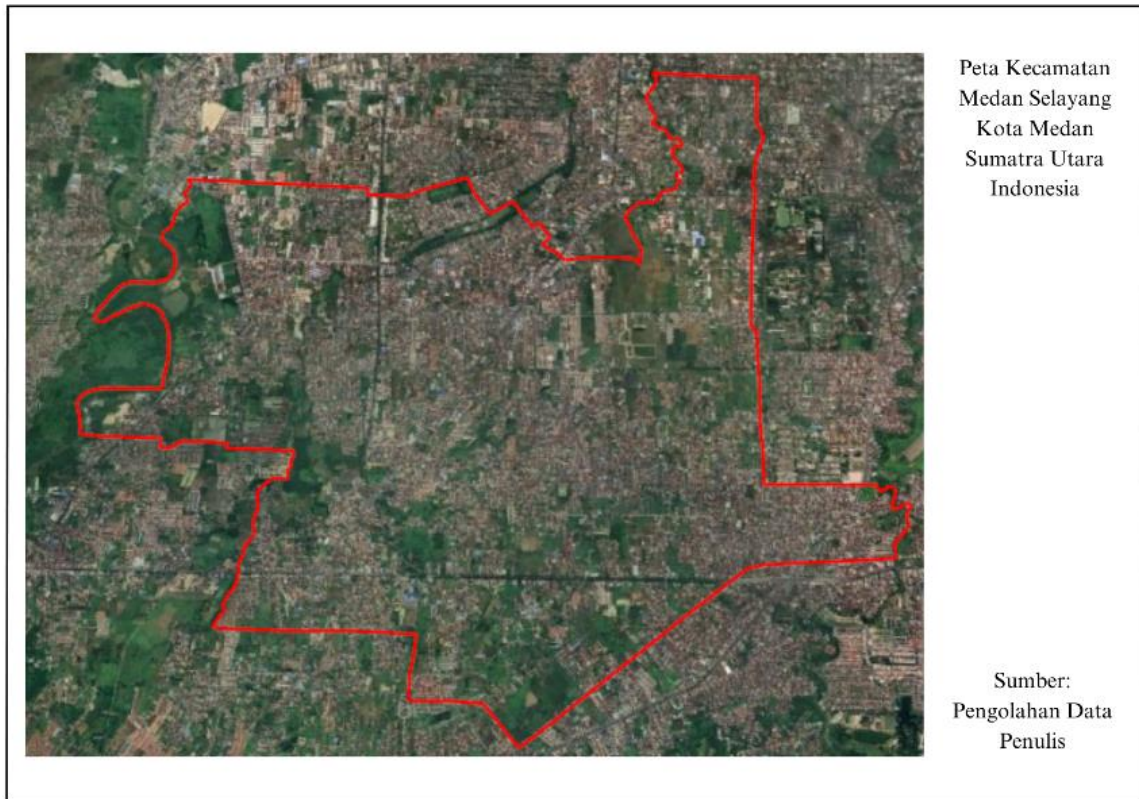 Peta Kecamatan
Medan Selayang
Kota Medan
Sumatra Utara
Indonesia
Sumber:
Pengolahan Data
Penulis